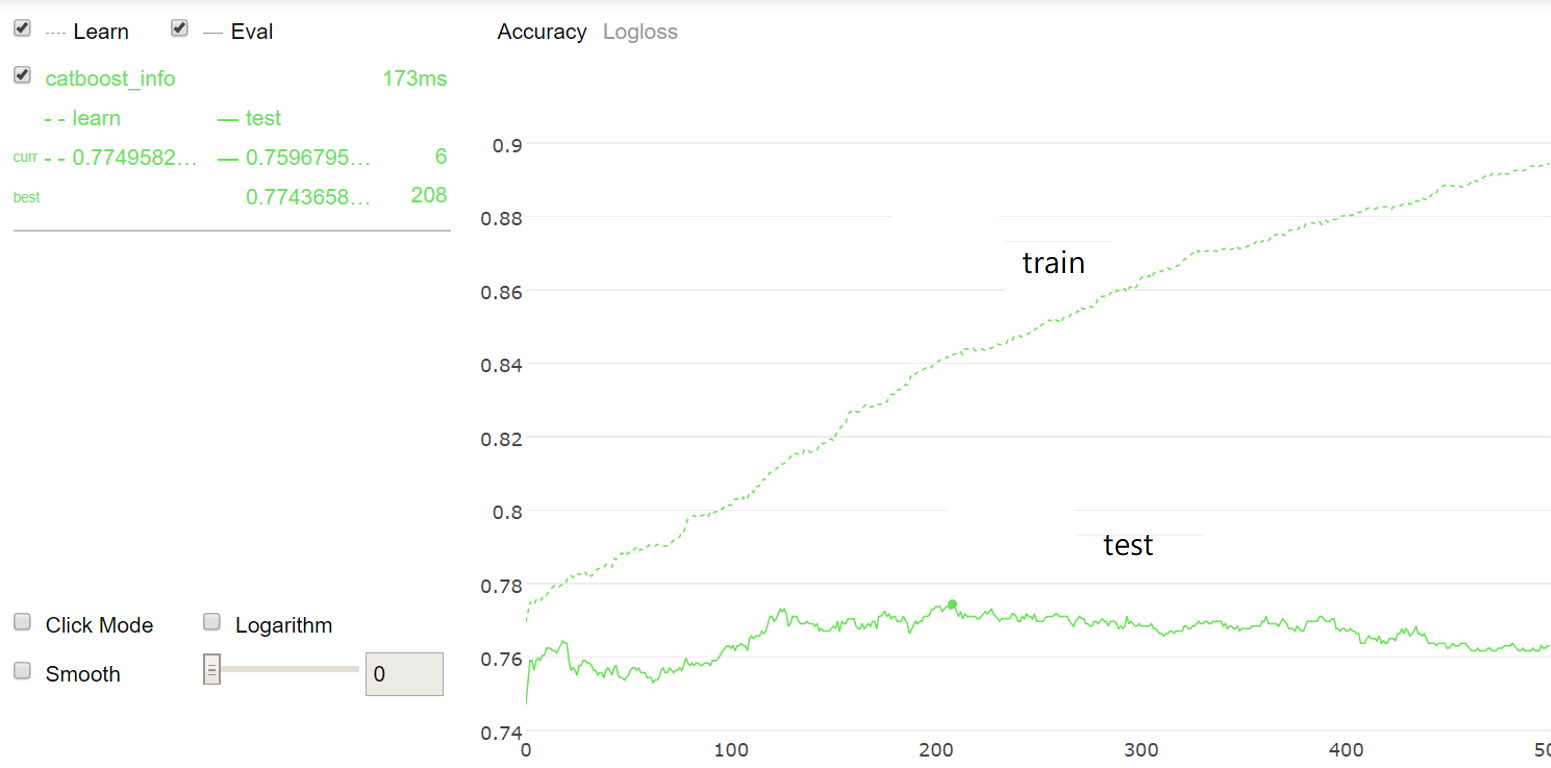 ---- Learn — Eval
catboost_info 173ms
-- learn — test
curr -- 0.7749582... — 0.7596795... 6
best 0.7743658... 208
Click Mode Logarithm
Smooth 0
Accuracy Logloss
0.9
0.88
train
0.86
0.84
0.82
0.8
test
0.78
0.76
0.74
0 100 200 300 400 50